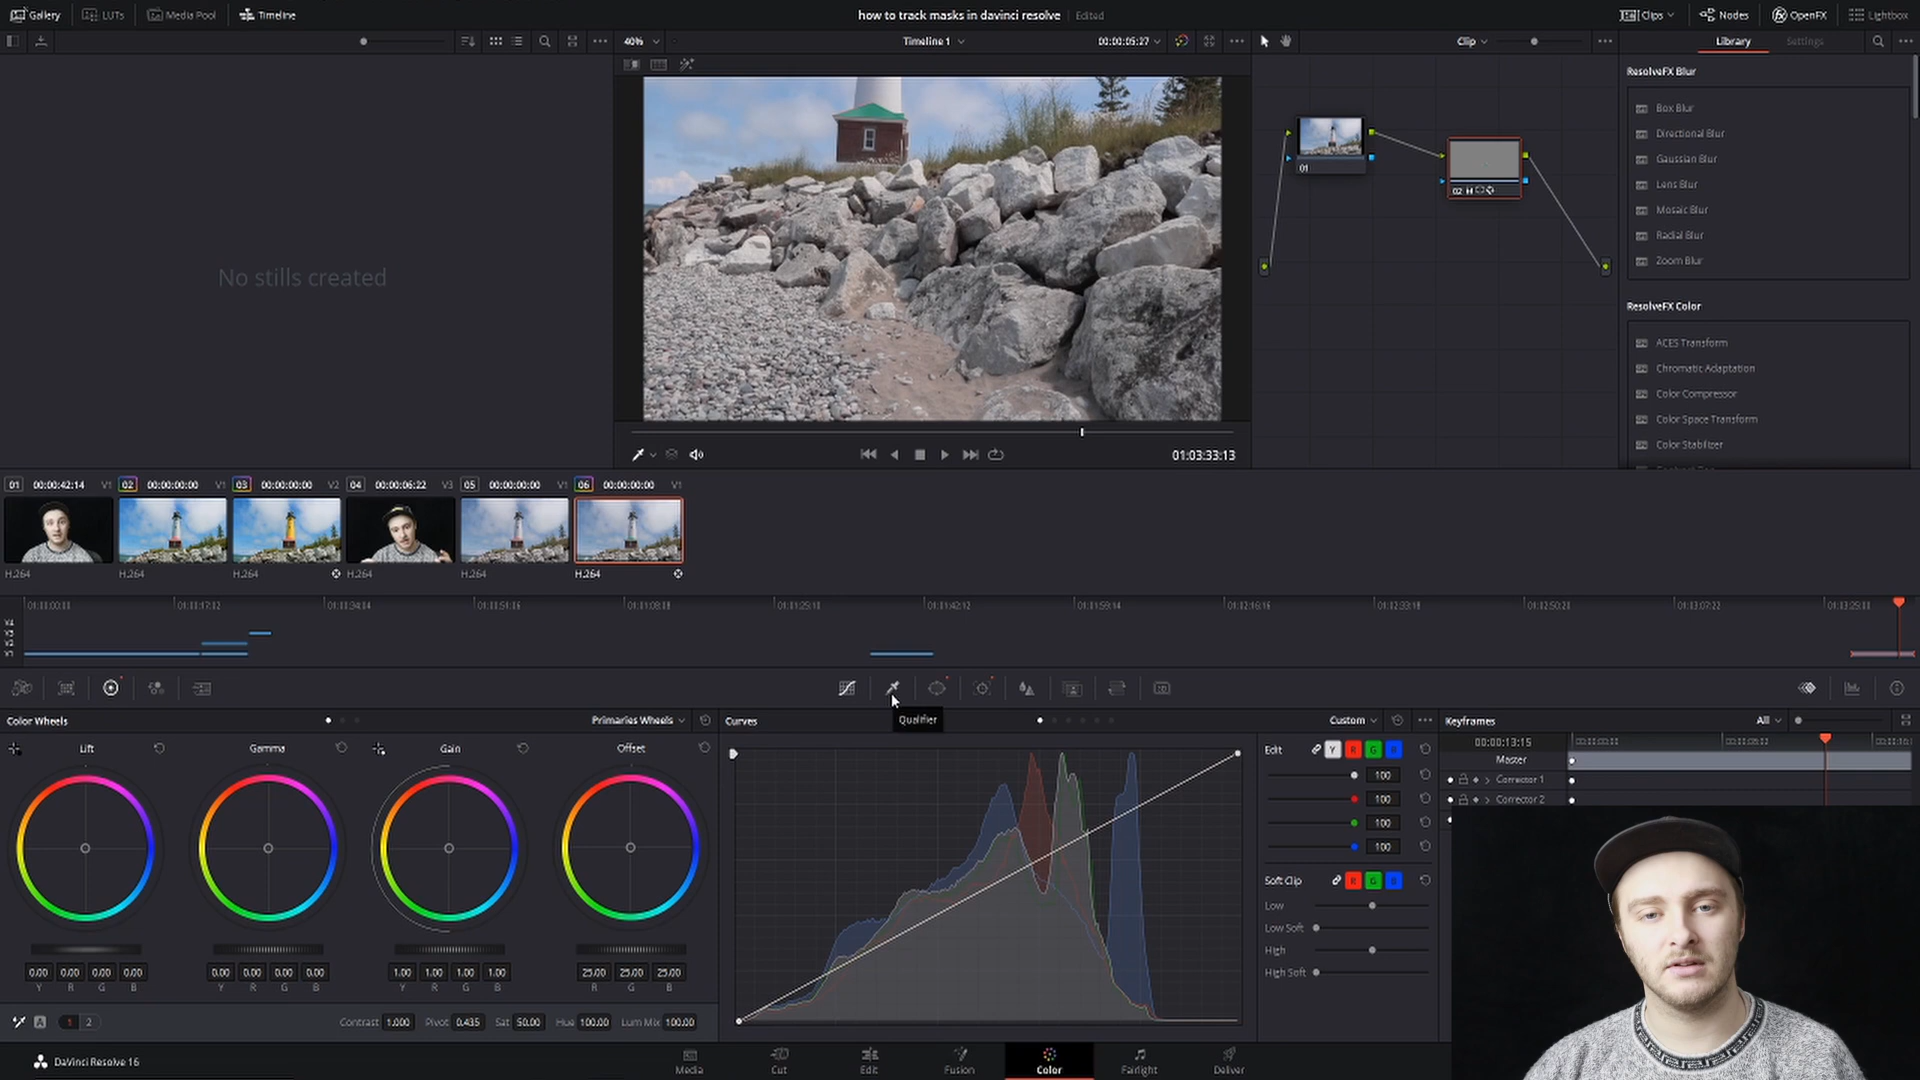 Gallery LUTs Media Pool Timeline how to track masks in davinci resolve Edited Clips Nodes OpenFX Lightbox
40% Timeline 1 00:00:05:27 Clip Library Settings
ResolveFX Blur
Box Blur
Directional Blur
Gaussian Blur
Lens Blur
Mosaic Blur
Radial Blur
Zoom Blur
ResolveFX Color
ACES Transform
Chromatic Adaptation
Color Compressor
Color Space Transform
Color Stabilizer
No stills created
01
02
01:03:33:13
01 00:00:42:14 V1 02 00:00:00:00 V1 03 00:00:00:00 V2 04 00:00:06:22 V3 05 00:00:00:00 V1 06 00:00:00:00 V1
H.264 H.264 H.264 H.264 H.264 H.264
V4
V3
V2
V1
Qualifier
Color Wheels Primaries Wheels Curves Custom Keyframes All
Lift Gamma Gain Offset Edit Y R G B 00:00:13:15
Master
100 Corrector 1
100 Corrector 2
100
100
Soft Clip R G B
Low
Low Soft
High
High Soft
0.00 0.00 0.00 0.00 0.00 0.00 0.00 0.00 1.00 1.00 1.00 1.00 25.00 25.00 25.00
Y R G B Y R G B Y R G B R G B
A 1 2 Contrast 1.000 Pivot 0.435 Sat 50.00 Hue 100.00 Lum Mix 100.00
DaVinci Resolve 16 Media Cut Edit Fusion Color Fairlight Deliver